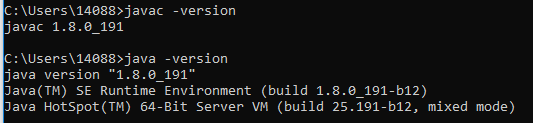 C:\Users\14088>javac -version
javac 1.8.0_191
C:\Users\14088>java -version
java version "1.8.0_191"
Java(TM) SE Runtime Environment (build 1.8.0_191-b12)
Java HotSpot(TM) 64-Bit Server VM (build 25.191-b12, mixed mode)